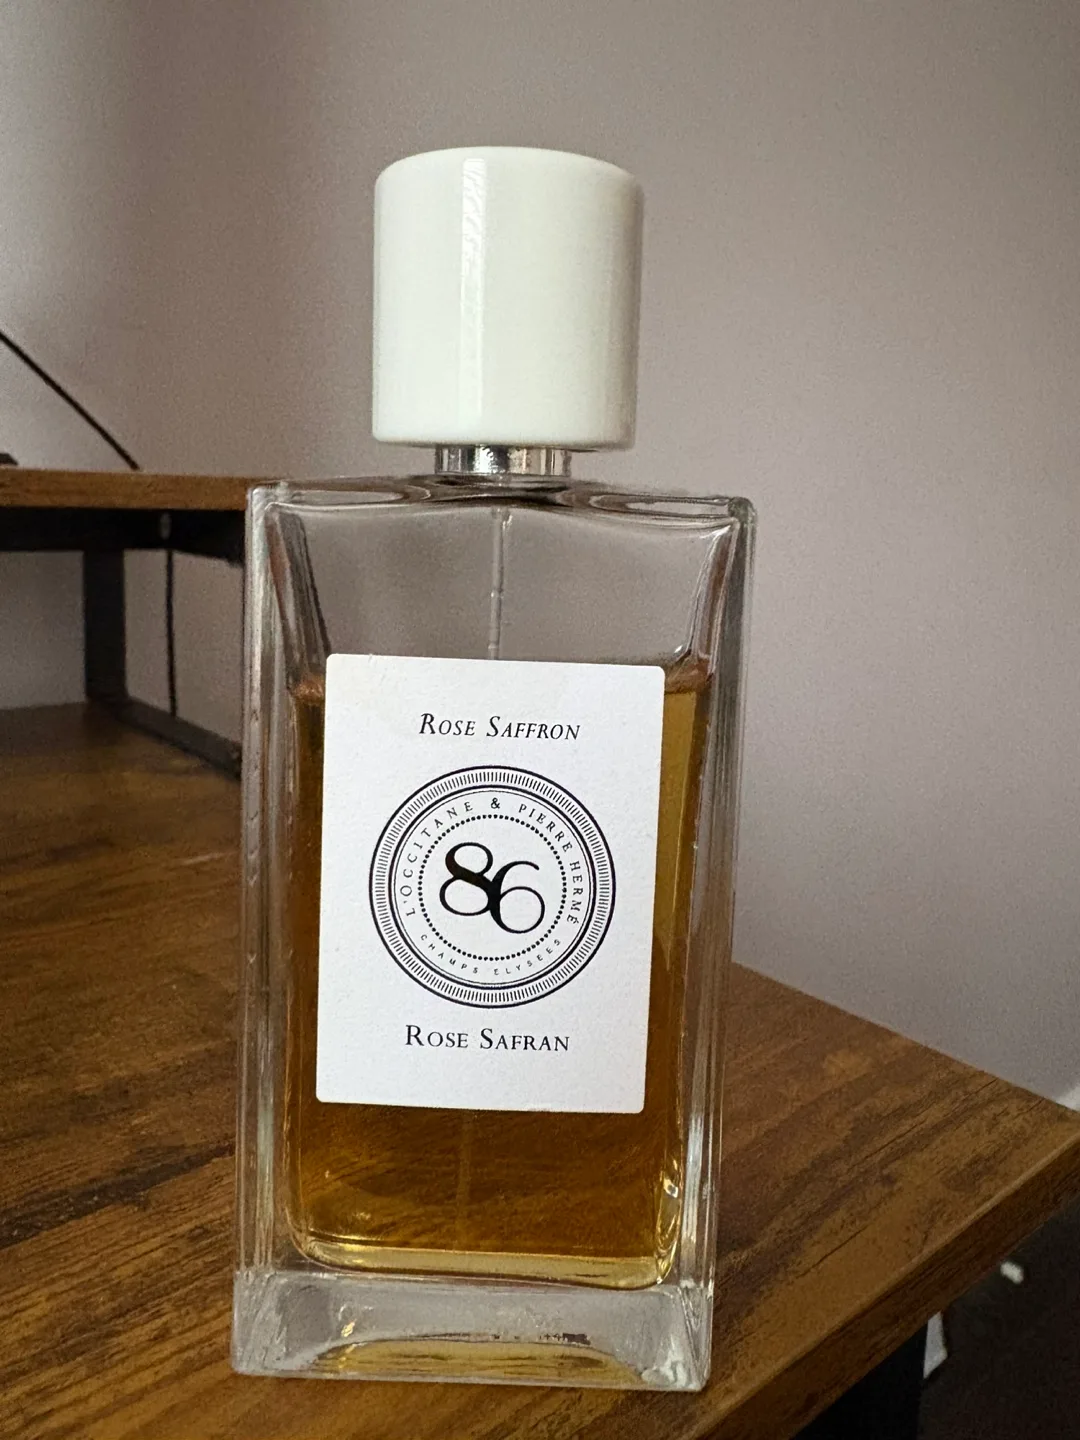 ROSE SAFFRON
L'OCCITANE & PIERRE HERMÉ
86
CHAMPS ELYSEES
ROSE SAFRAN